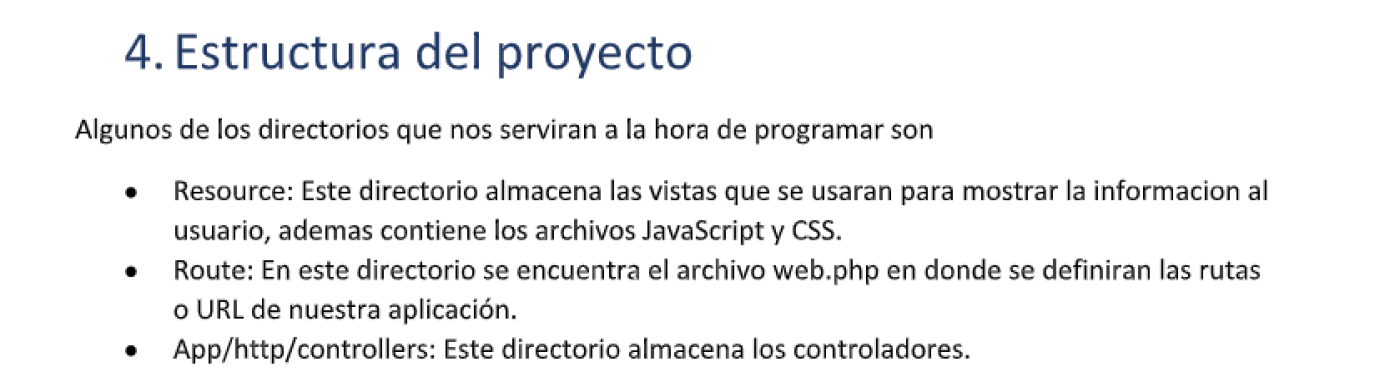 4. Estructura del proyecto
Algunos de los directorios que nos serviran a la hora de programar son
• Resource: Este directorio almacena las vistas que se usaran para mostrar la informacion al
usuario, ademas contiene los archivos JavaScript y CSS.
• Route: En este directorio se encuentra el archivo web.php en donde se definiran las rutas
o URL de nuestra aplicación.
• App/http/controllers: Este directorio almacena los controladores.